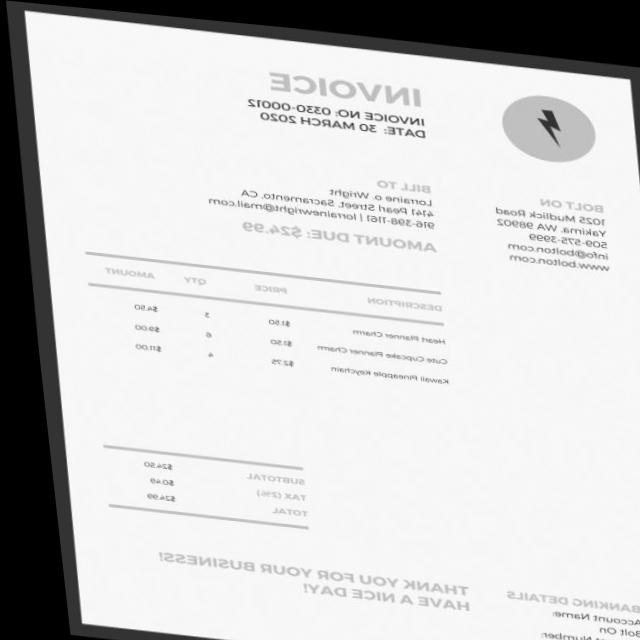 INVOICE
INVOICE NO: 0330-00012
DATE: 30 MARCH 2020
BOLT ON
1025 Mudlick Road
Yakima, WA 98902
509-575-3999
info@bolton.com
www.bolton.com
BILL TO
Lorraine o. Wright
4141 Pearl Street, Sacramento, CA
916-398-1161 | lorrainewright@mail.com
AMOUNT DUE: $24.99
DESCRIPTION PRICE QTY AMOUNT
Heart Planner Charm $1.50 3 $4.50
Cute Cupcake Planner Charm $1.50 6 $9.00
Kawaii Pineapple Keychain $2.75 4 $11.00
SUBTOTAL $24.50
TAX (2%) $0.49
TOTAL $24.99
THANK YOU FOR YOUR BUSINESS!
HAVE A NICE DAY!
BANKING DETAILS
Account Name:
Bolt On
Number: